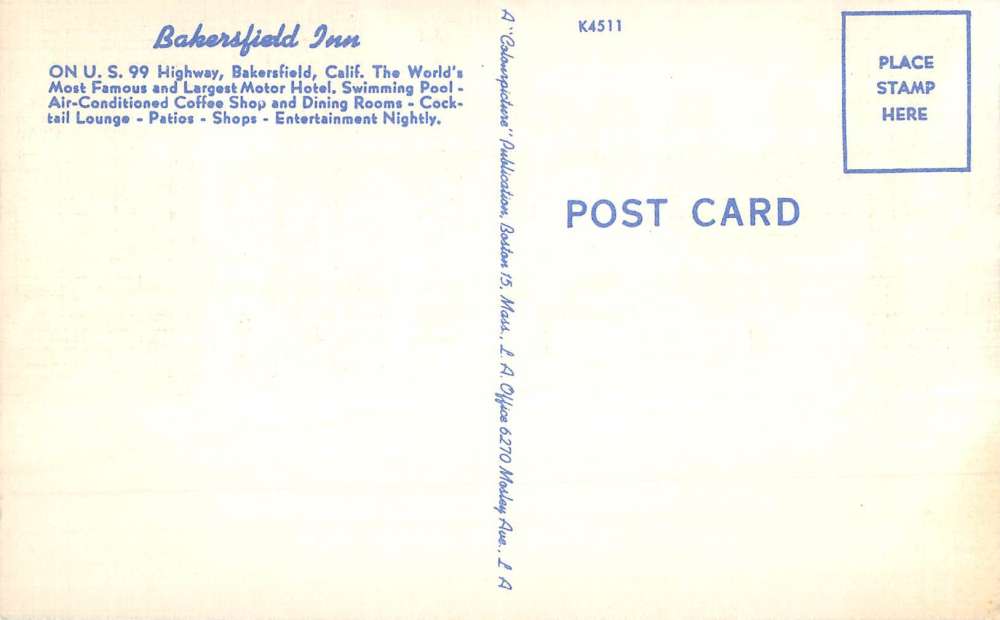 Bakersfield Inn
ON U. S. 99 Highway, Bakersfield, Calif. The World's
Most Famous and Largest Motor Hotel. Swimming Pool -
Air-Conditioned Coffee Shop and Dining Rooms - Cock-
tail Lounge - Patios - Shops - Entertainment Nightly.
A "Colourpicture" Publication, Boston 15, Mass., L. A. Office 6270 Mosley Ave., L A
K4511
PLACE
STAMP
HERE
POST CARD